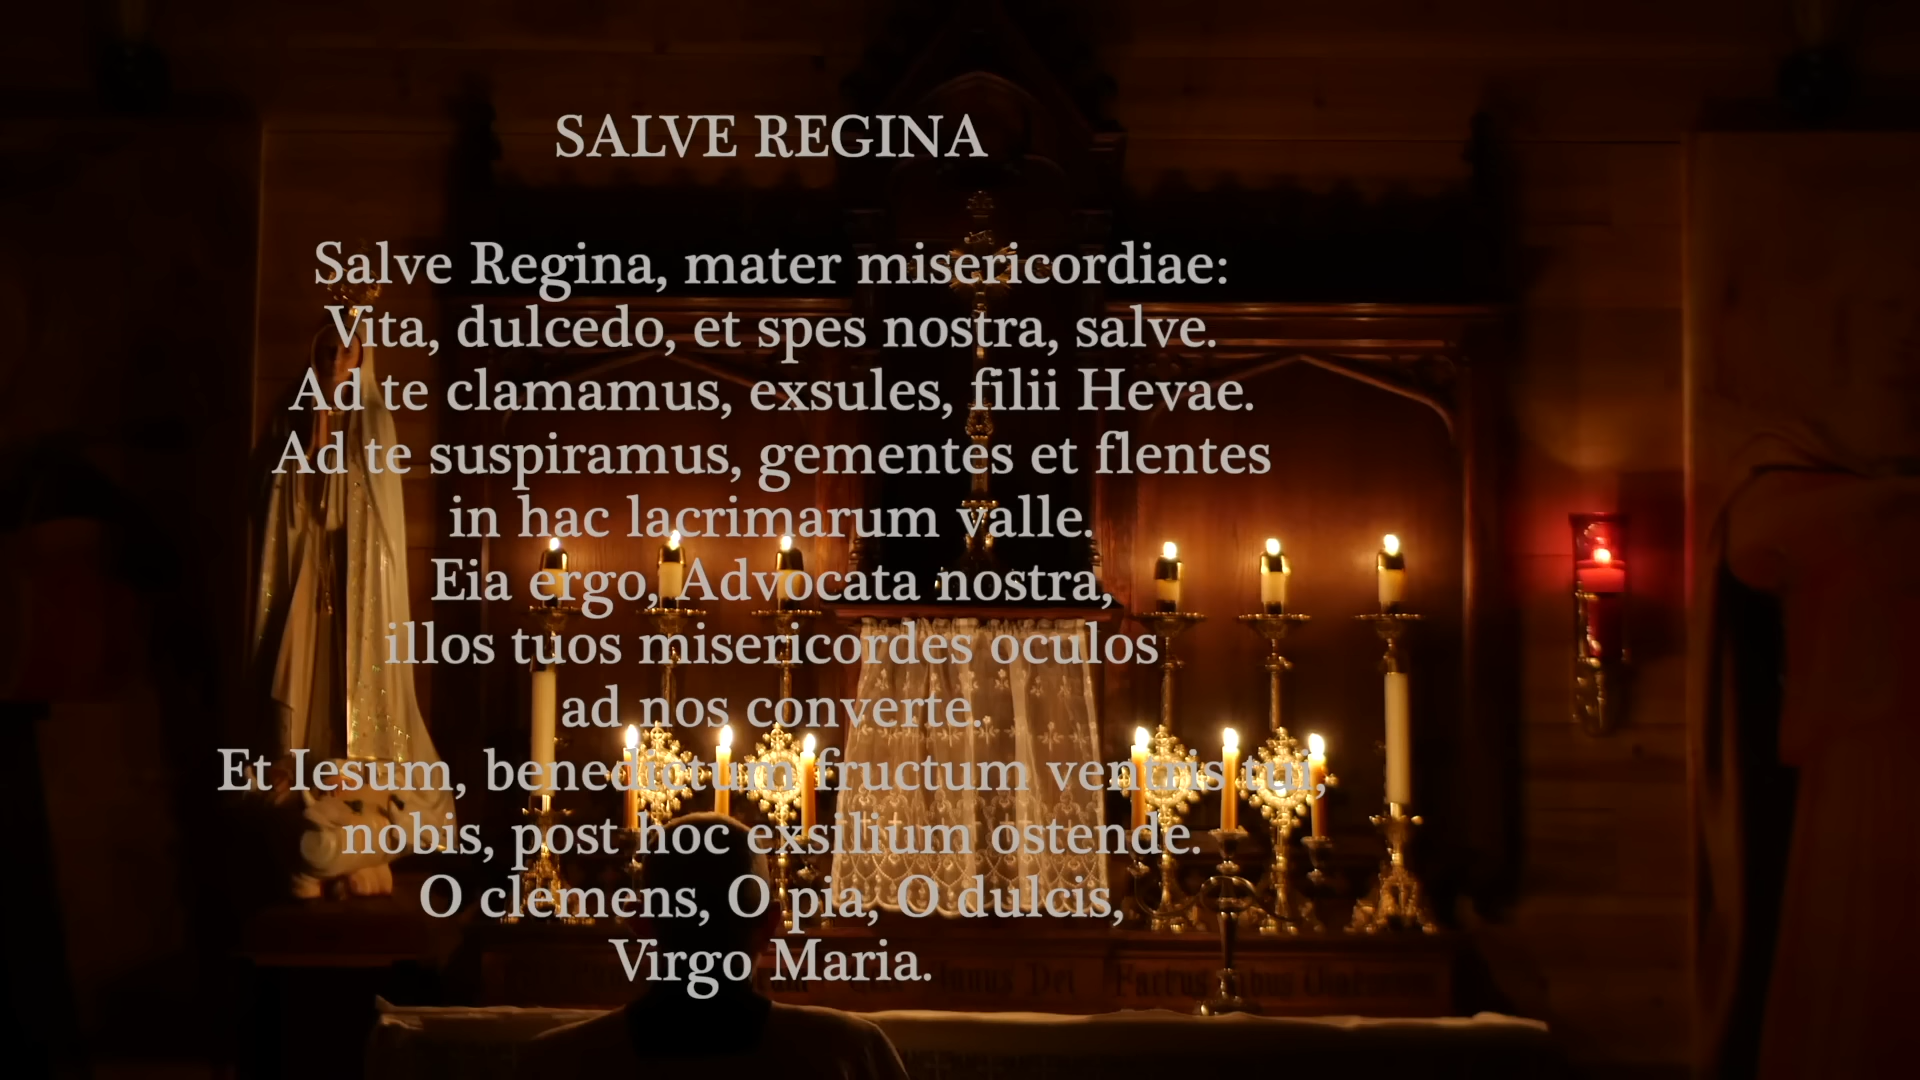 SALVE REGINA
Salve Regina, mater misericordiae:
Vita, dulcedo, et spes nostra, salve.
Ad te clamamus, exsules, filii Hevae.
Ad te suspiramus, gementes et flentes
in hac lacrimarum valle.
Eia ergo, Advocata nostra,
illos tuos misericordes oculos
ad nos converte.
Et Iesum, benedictum fructum ventris tui,
nobis, post hoc exsilium ostende.
O clemens, O pia, O dulcis,
Virgo Maria.
Dei Factus